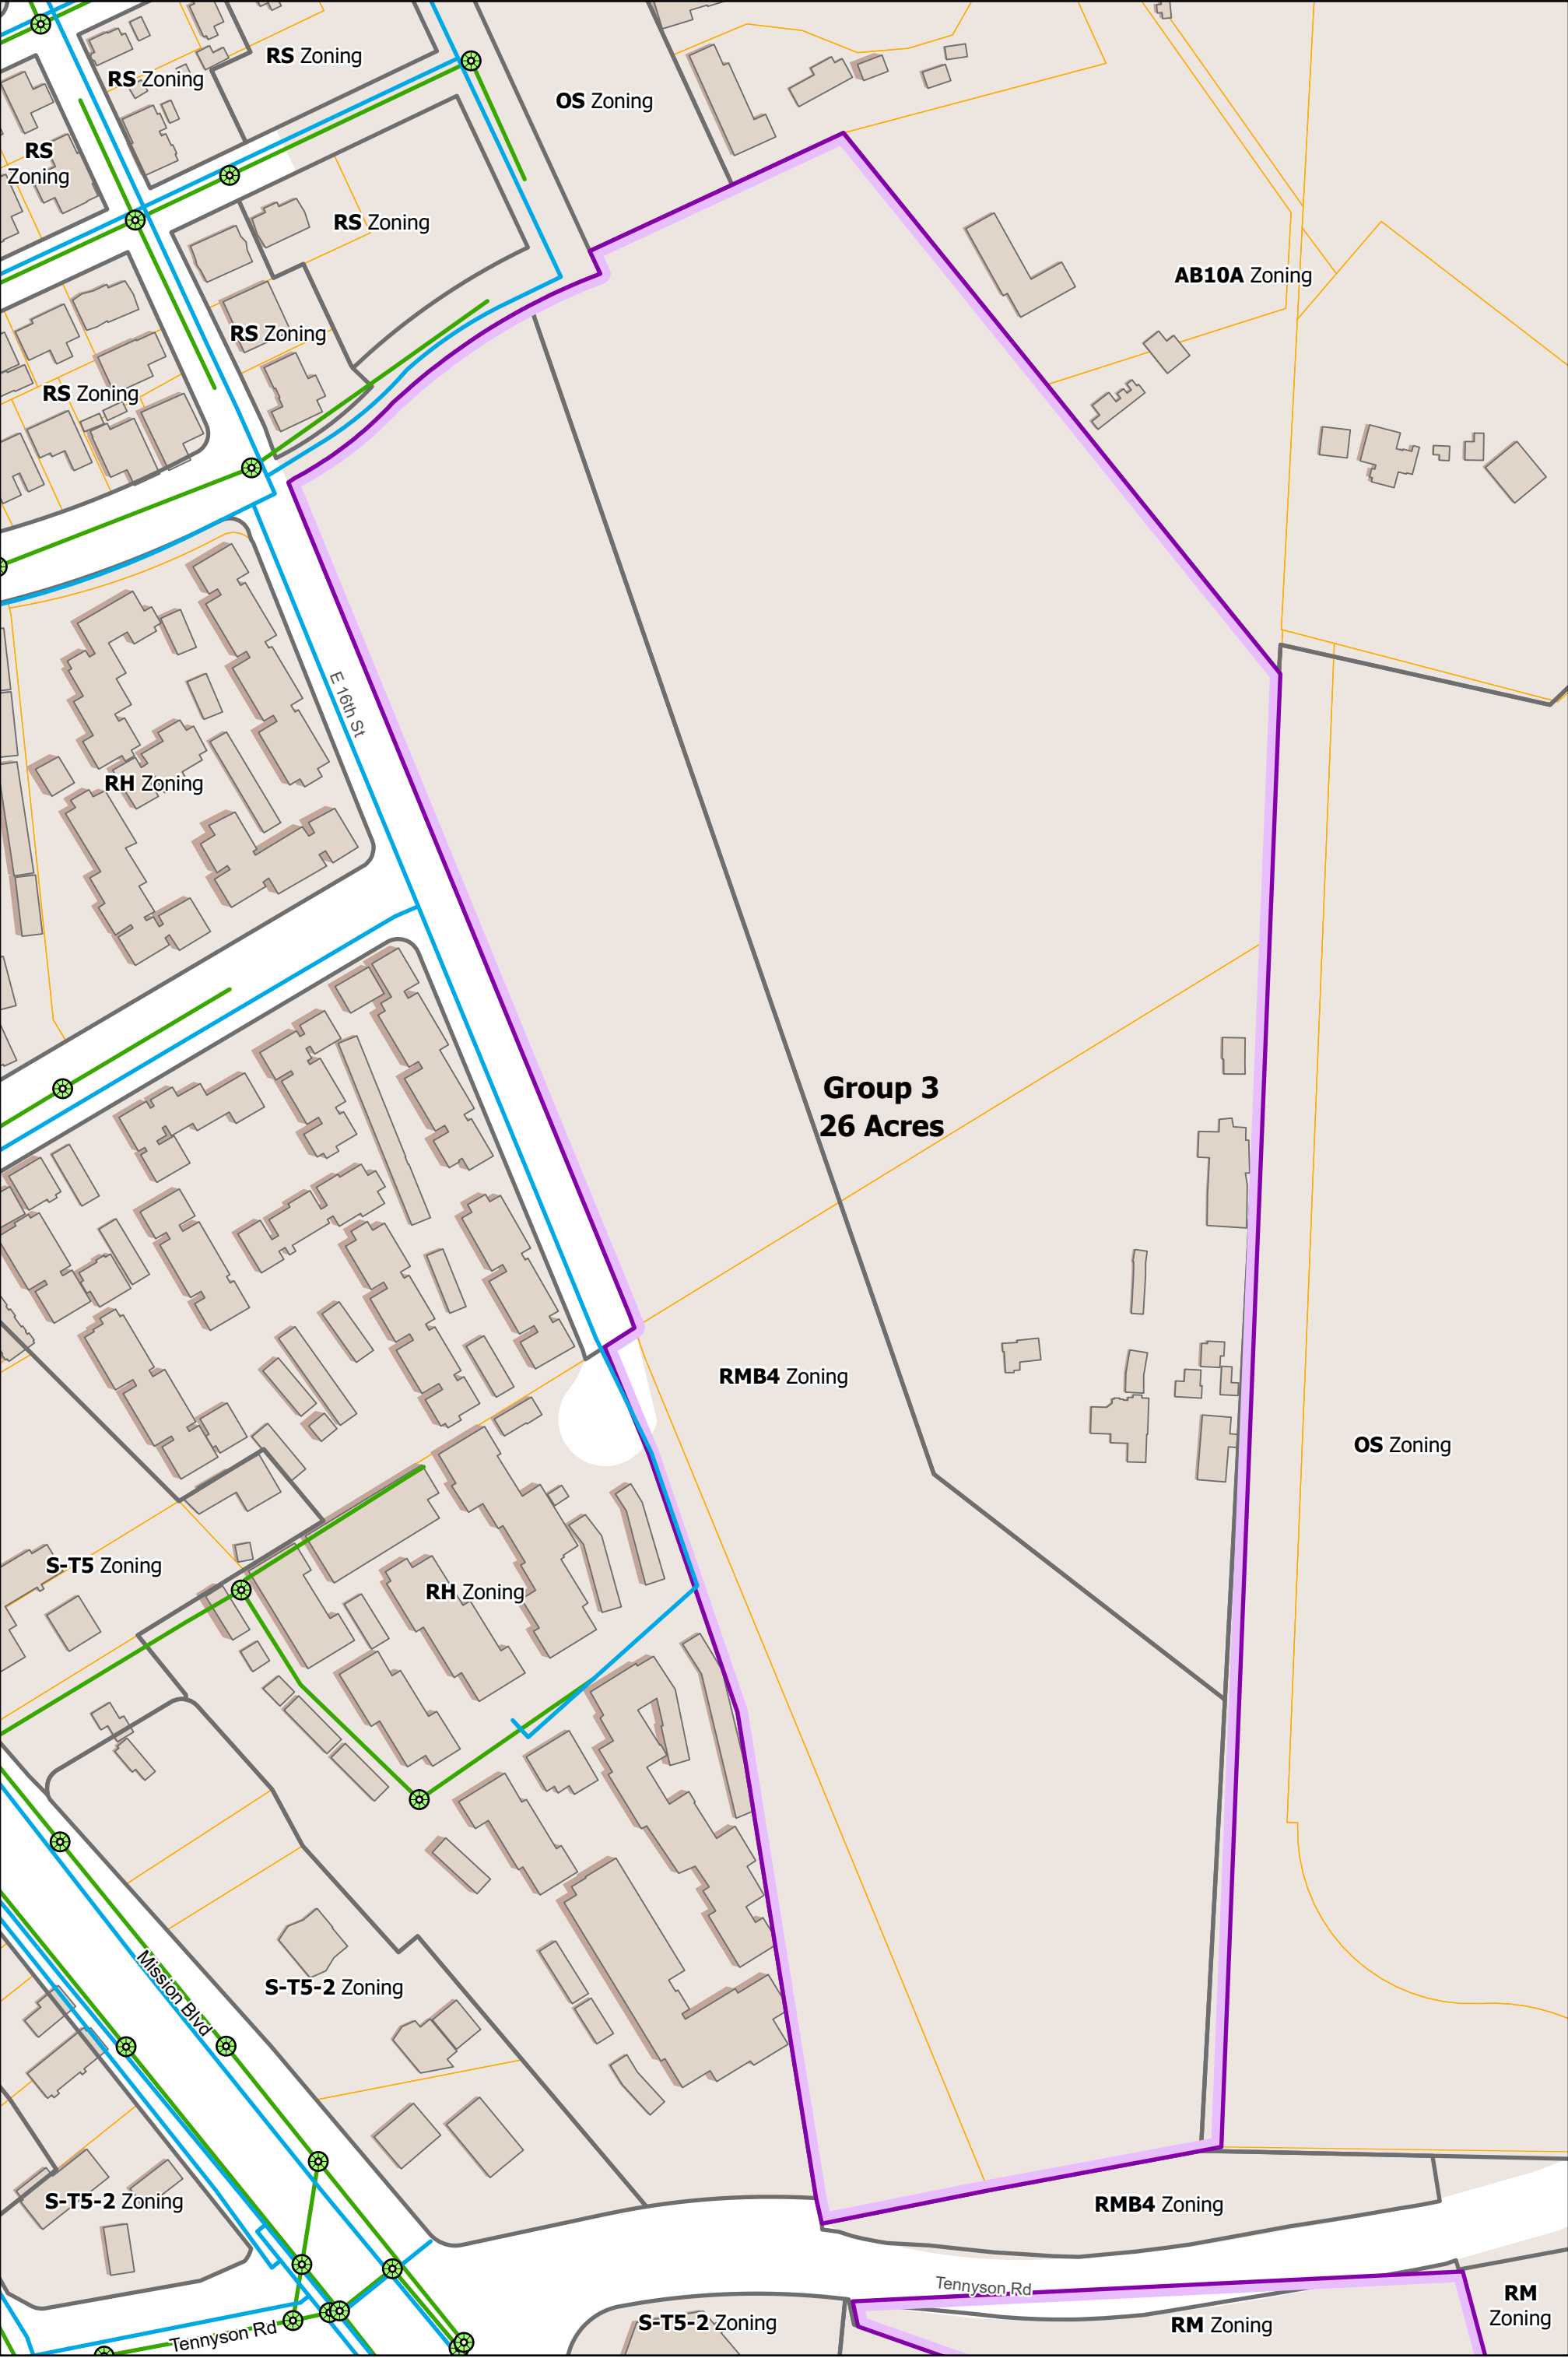 RS Zoning
RS Zoning
OS Zoning
RS
Zoning
RS Zoning
AB10A Zoning
RS Zoning
RS Zoning
E 16th St
RH Zoning
Group 3
26 Acres
RMB4 Zoning
OS Zoning
S-T5 Zoning
RH Zoning
Mission Blvd
S-T5-2 Zoning
S-T5-2 Zoning
RMB4 Zoning
Tennyson Rd
RM
Zoning
S-T5-2 Zoning
RM Zoning
Tennyson Rd